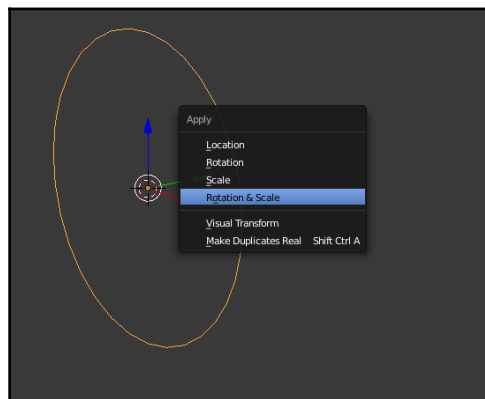 Apply
Location
Rotation
Scale
Rotation & Scale
Visual Transform
Make Duplicates Real Shift Ctrl A